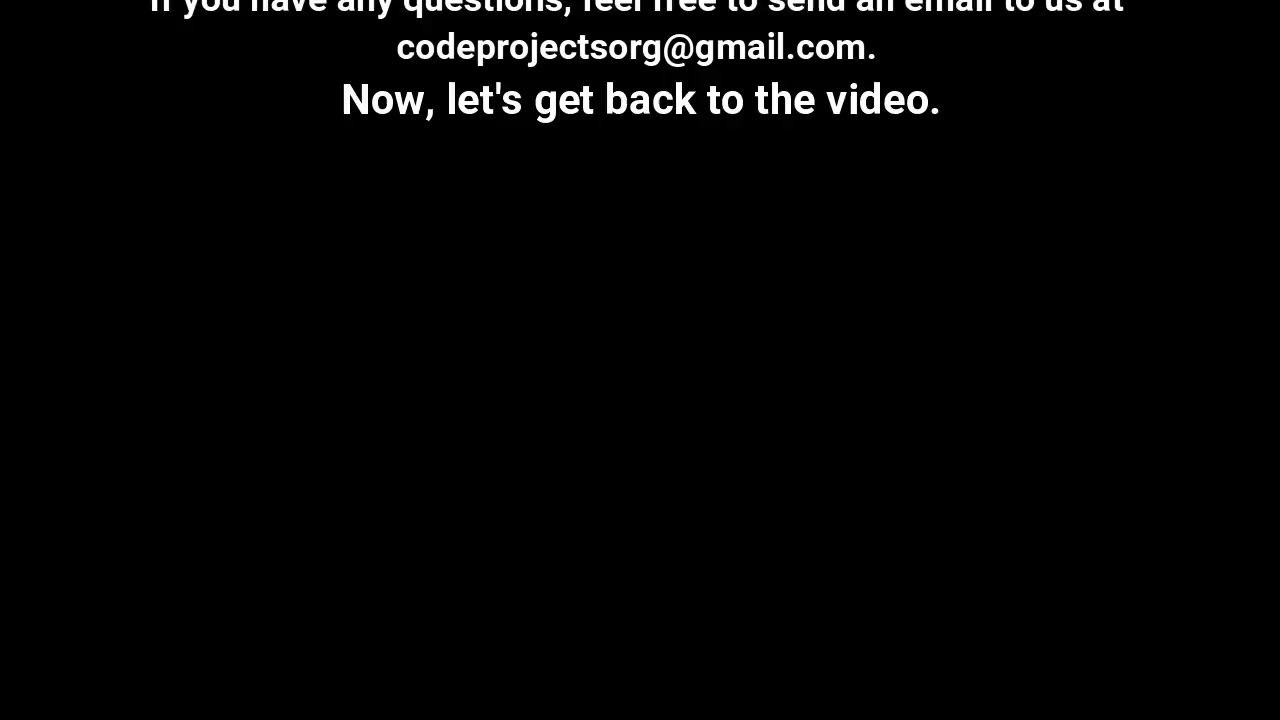 If you have any questions, feel free to send an email to us at
codeprojectsorg@gmail.com.
Now, let's get back to the video.